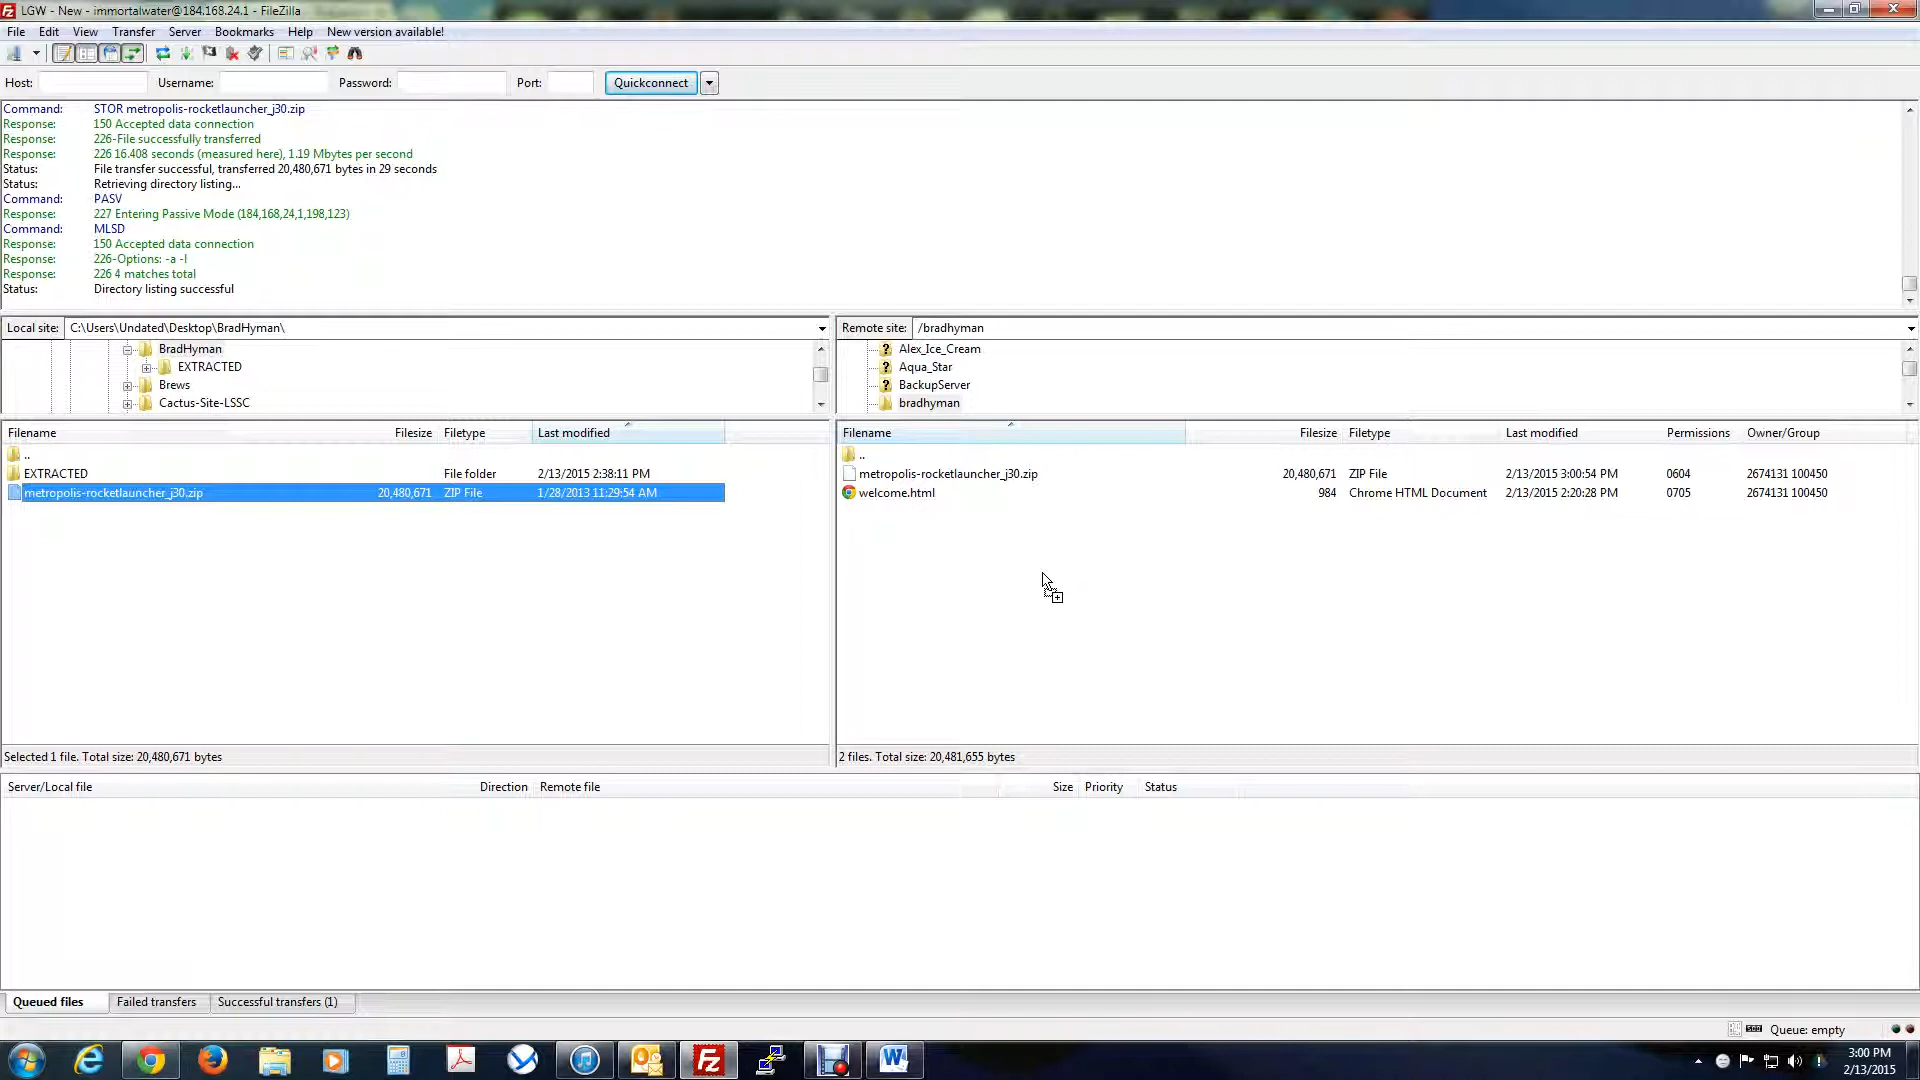 LGW - New - immortalwater@184.168.24.1 - FileZilla
File Edit View Transfer Server Bookmarks Help New version available!
Host: Username: Password: Port: Quickconnect
Command: STOR metropolis-rocketlauncher_j30.zip
Response: 150 Accepted data connection
Response: 226-File successfully transferred
Response: 226 16.408 seconds (measured here), 1.19 Mbytes per second
Status: File transfer successful, transferred 20,480,671 bytes in 29 seconds
Status: Retrieving directory listing...
Command: PASV
Response: 227 Entering Passive Mode (184,168,24,1,198,123)
Command: MLSD
Response: 150 Accepted data connection
Response: 226-Options: -a -l
Response: 226 4 matches total
Status: Directory listing successful
Local site: C:\Users\Undated\Desktop\BradHyman\
BradHyman
EXTRACTED
Brews
Cactus-Site-LSSC
Filename Filesize Filetype Last modified
..
EXTRACTED File folder 2/13/2015 2:38:11 PM
metropolis-rocketlauncher_j30.zip 20,480,671 ZIP File 1/28/2013 11:29:54 AM
Selected 1 file. Total size: 20,480,671 bytes
Remote site: /bradhyman
Alex_Ice_Cream
Aqua_Star
BackupServer
bradhyman
Filename Filesize Filetype Last modified Permissions Owner/Group
..
metropolis-rocketlauncher_j30.zip 20,480,671 ZIP File 2/13/2015 3:00:54 PM 0604 2674131 100450
welcome.html 984 Chrome HTML Document 2/13/2015 2:20:28 PM 0705 2674131 100450
2 files. Total size: 20,481,655 bytes
Server/Local file Direction Remote file Size Priority Status
Queued files Failed transfers Successful transfers (1)
Queue: empty
3:00 PM
2/13/2015